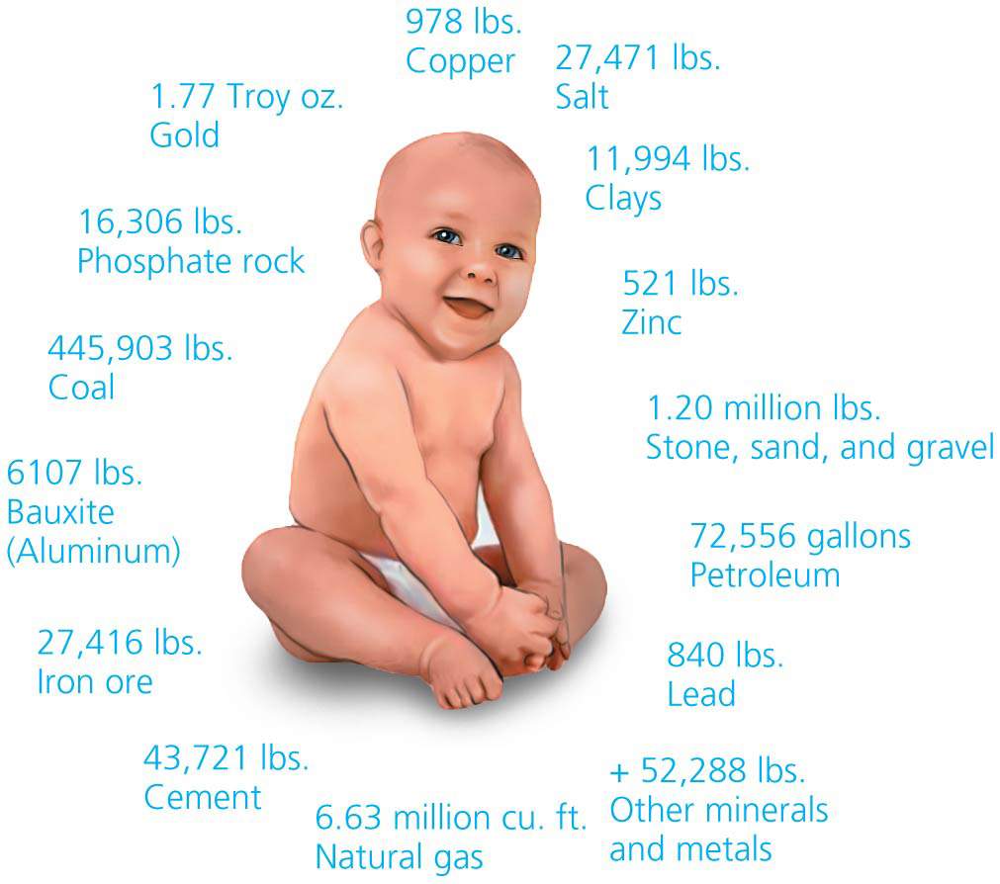 978 lbs.
Copper
27,471 lbs.
Salt
1.77 Troy oz.
Gold
11,994 lbs.
Clays
16,306 lbs.
Phosphate rock
521 lbs.
Zinc
445,903 lbs.
Coal
1.20 million lbs.
Stone, sand, and gravel
6107 lbs.
Bauxite
(Aluminum)
72,556 gallons
Petroleum
27,416 lbs.
Iron ore
840 lbs.
Lead
43,721 lbs.
Cement
6.63 million cu. ft.
Natural gas
+ 52,288 lbs.
Other minerals
and metals